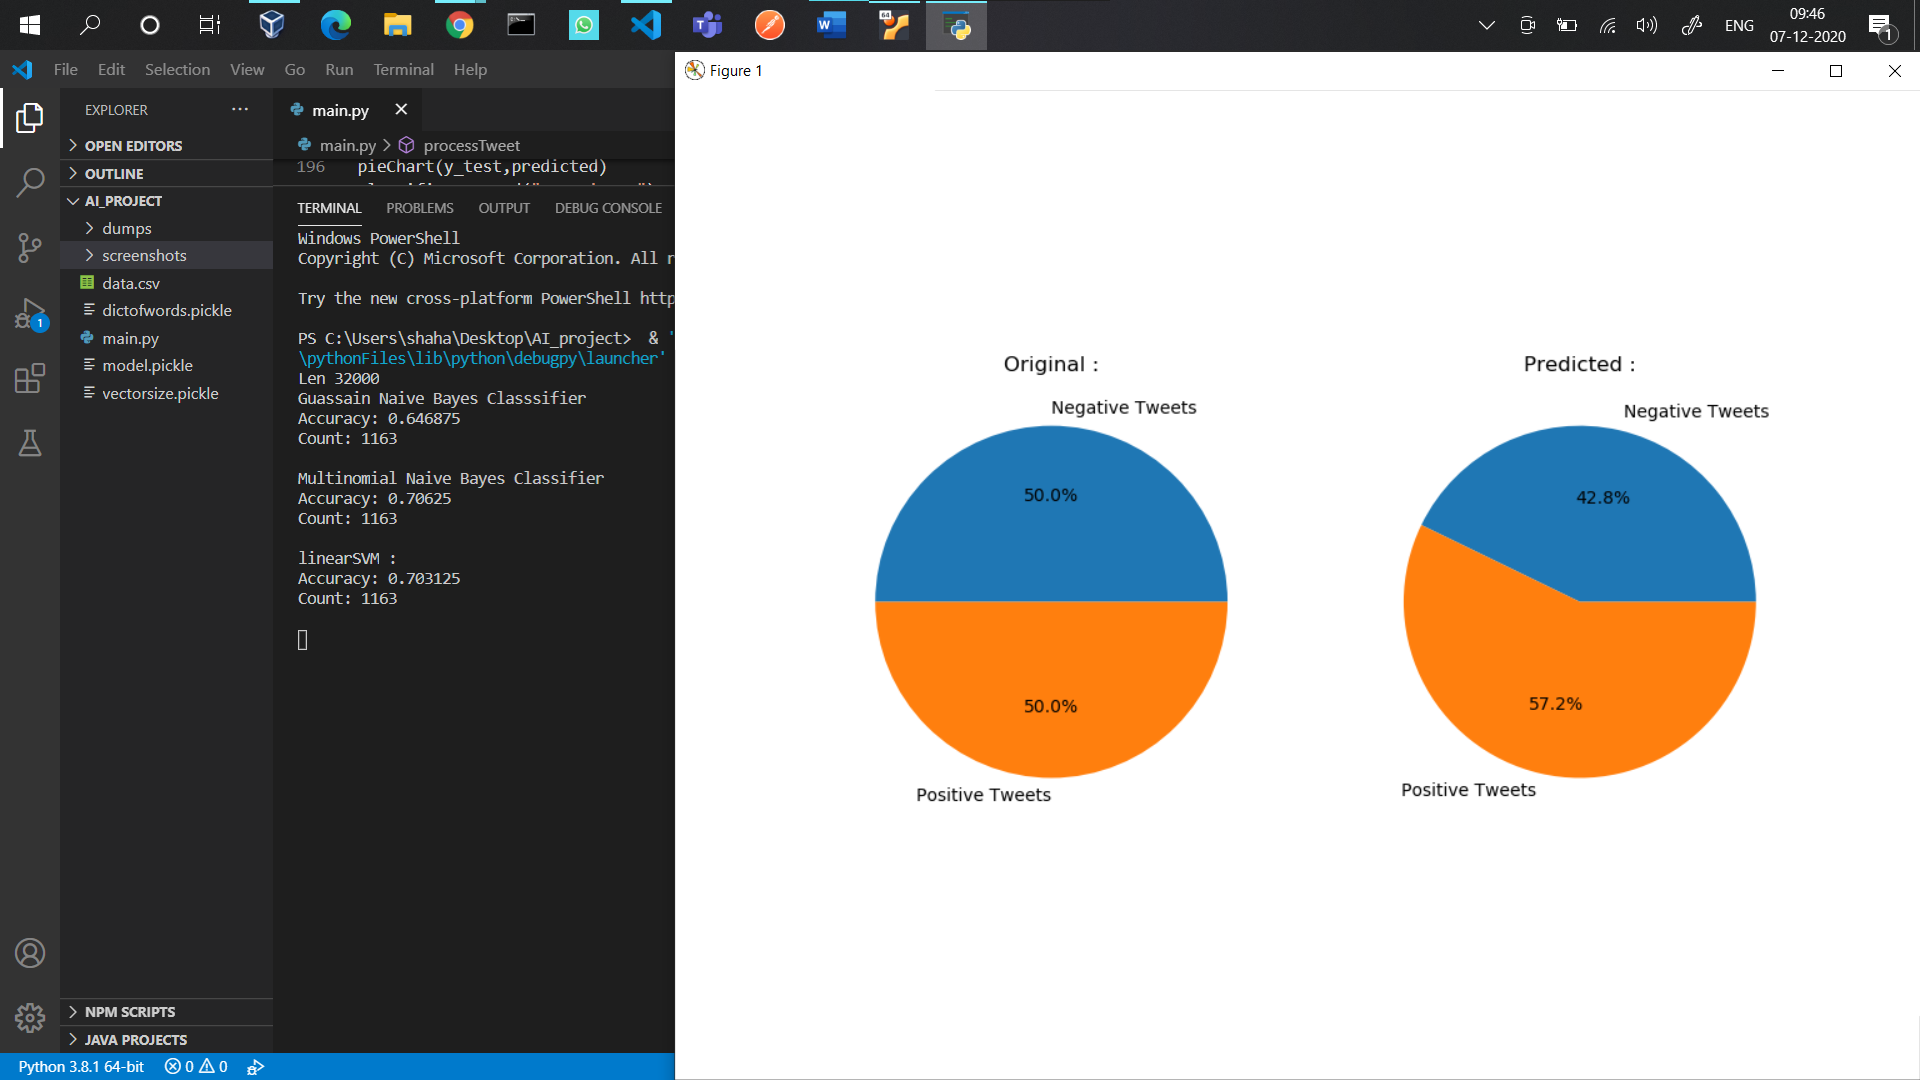 ENG
09:46
07-12-2020
1
File Edit Selection View Go Run Terminal Help
Figure 1
EXPLORER
main.py
OPEN EDITORS
OUTLINE
AI_PROJECT
dumps
screenshots
data.csv
dictofwords.pickle
main.py
model.pickle
vectorsize.pickle
1
NPM SCRIPTS
JAVA PROJECTS
main.py > processTweet
196 pieChart(y_test,predicted)
TERMINAL PROBLEMS OUTPUT DEBUG CONSOLE
Windows PowerShell
Copyright (C) Microsoft Corporation. All r
Try the new cross-platform PowerShell http
PS C:\Users\shaha\Desktop\AI_project> & '
\pythonFiles\lib\python\debugpy\launcher'
Len 32000
Guassain Naive Bayes Classsifier
Accuracy: 0.646875
Count: 1163
Multinomial Naive Bayes Classifier
Accuracy: 0.70625
Count: 1163
linearSVM :
Accuracy: 0.703125
Count: 1163
Original :
Negative Tweets
50.0%
50.0%
Positive Tweets
Predicted :
Negative Tweets
42.8%
57.2%
Positive Tweets
Python 3.8.1 64-bit 0 0